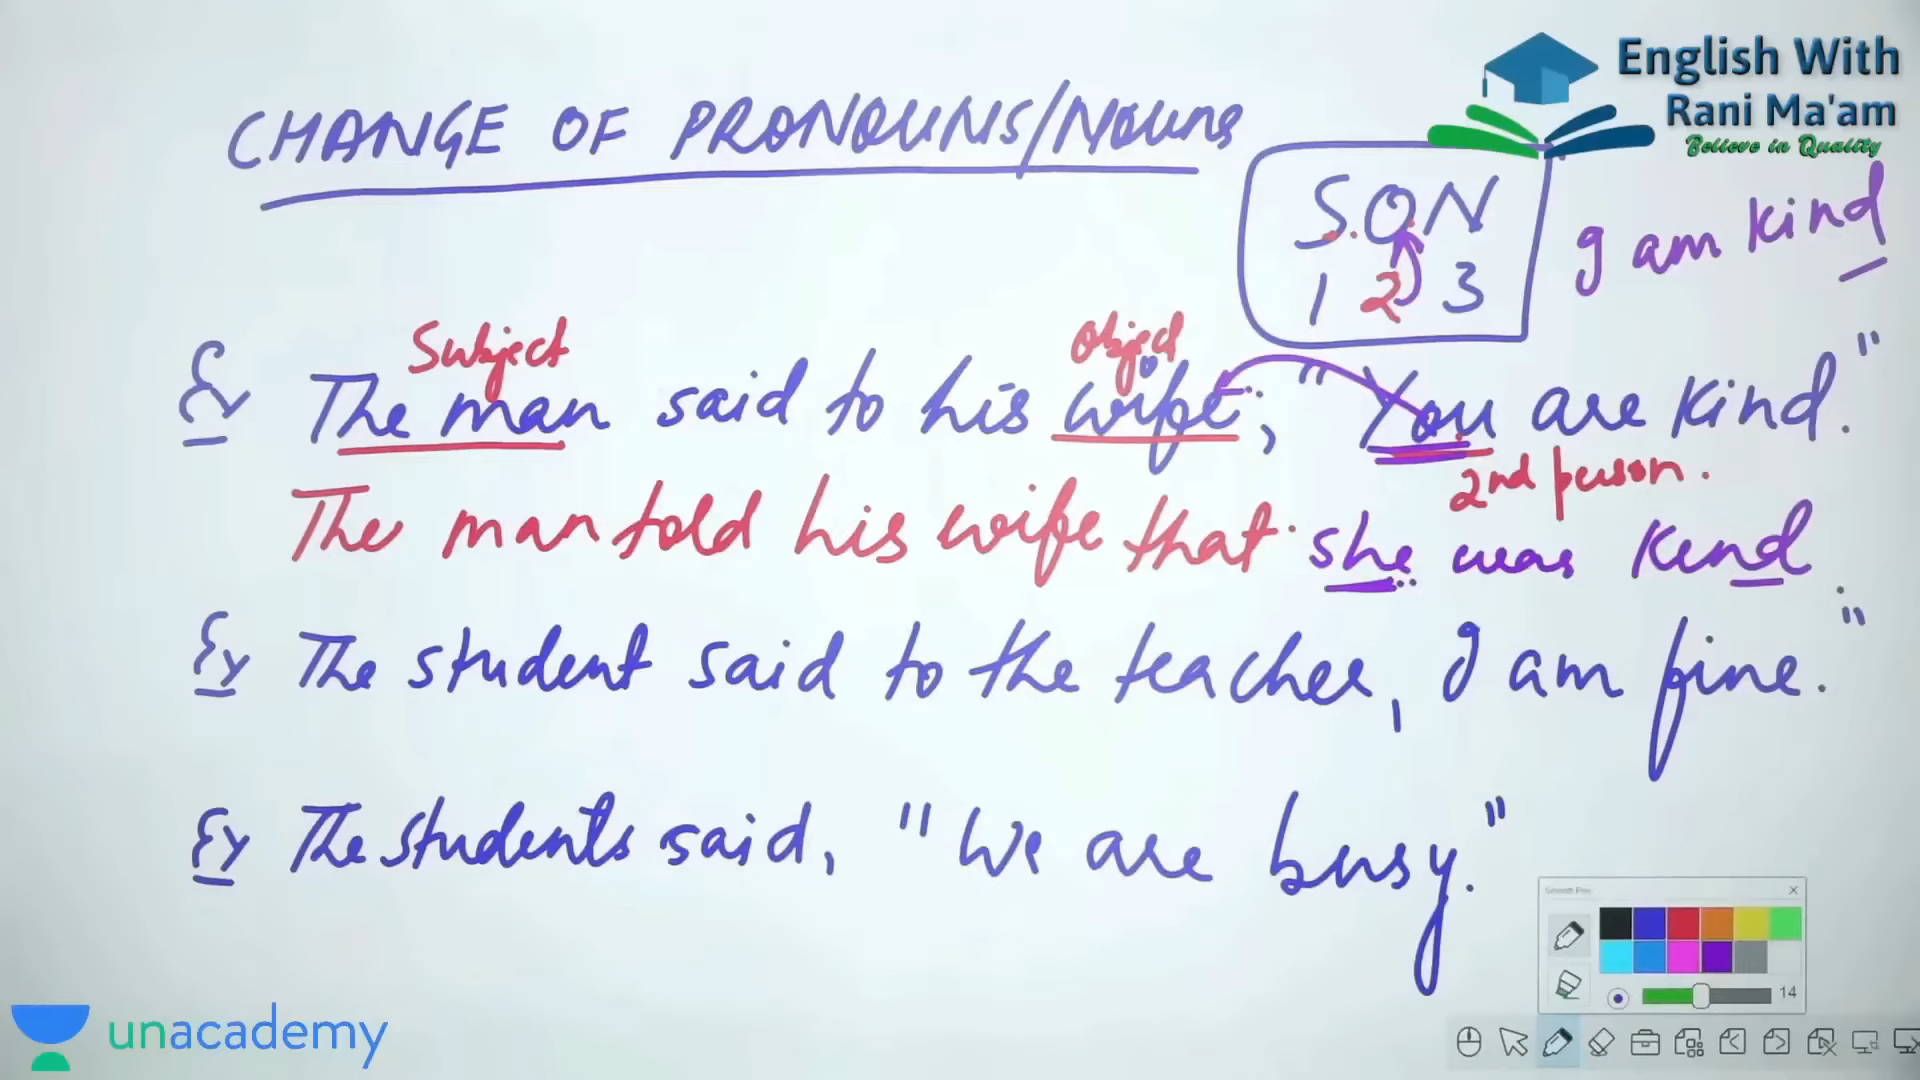 English With
Rani Ma'am
Believe in Quality
CHANGE OF PRONOUNS/NOUNS
S.O.N
1 2 3
I am kind
Subject
Object
Ex The man said to his wife, "You are kind."
2nd person.
The man told his wife that she was kind
Ex The student said to the teacher, I am fine."
Ex The students said, "We are busy."
Smooth Pen
14
unacademy